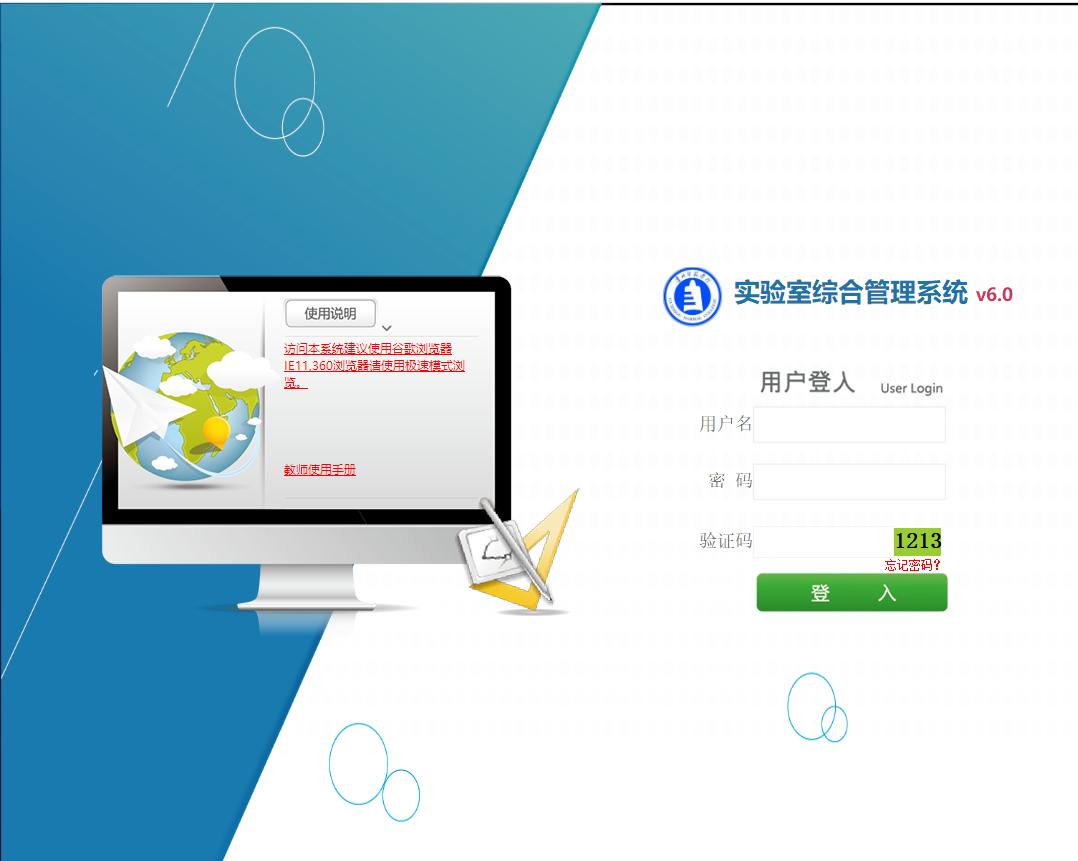 使用说明
访问本系统建议使用谷歌浏览器
IE11,360浏览器请使用极速模式浏
览。
教师使用手册
实验室综合管理系统 v6.0
用户登入 User Login
用户名
密 码
验证码 1213
忘记密码?
登 入